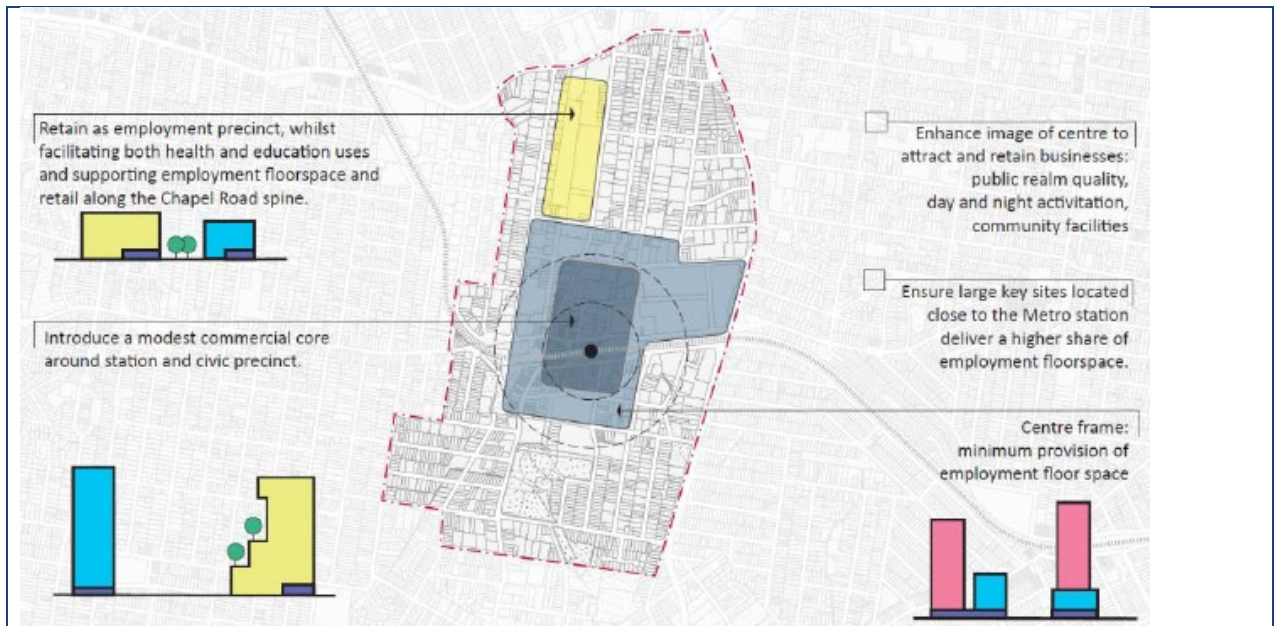 Retain as employment precinct, whilst
facilitating both health and education uses
and supporting employment floorspace and
retail along the Chapel Road spine.
Introduce a modest commercial core
around station and civic precinct.
Enhance image of centre to
attract and retain businesses:
public realm quality,
day and night activitation,
community facilities
Ensure large key sites located
close to the Metro station
deliver a higher share of
employment floorspace.
Centre frame:
minimum provision of
employment floor space